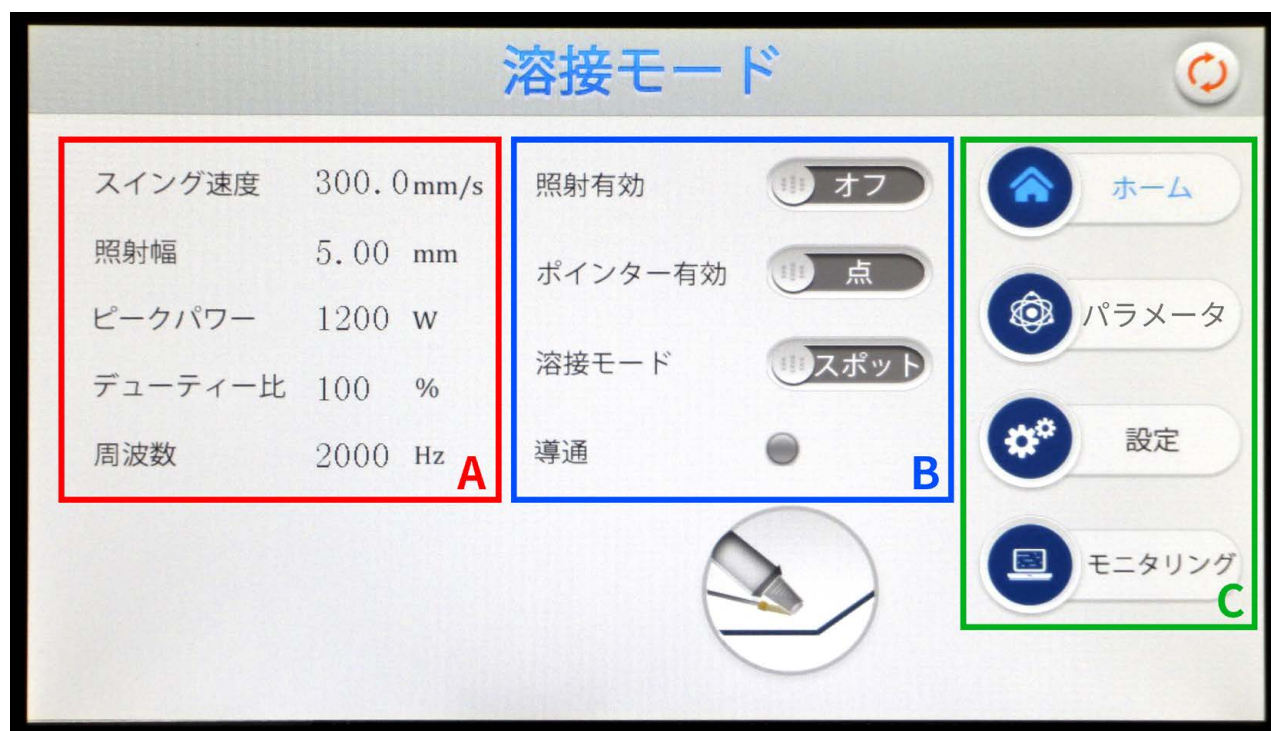 溶接モード
スイング速度 300.0mm/s
照射幅 5.00 mm
ピークパワー 1200 W
デューティー比 100 %
周波数 2000 Hz
A
照射有効 オフ
ポインター有効 点
溶接モード スポット
導通
B
ホーム
パラメータ
設定
モニタリング
C